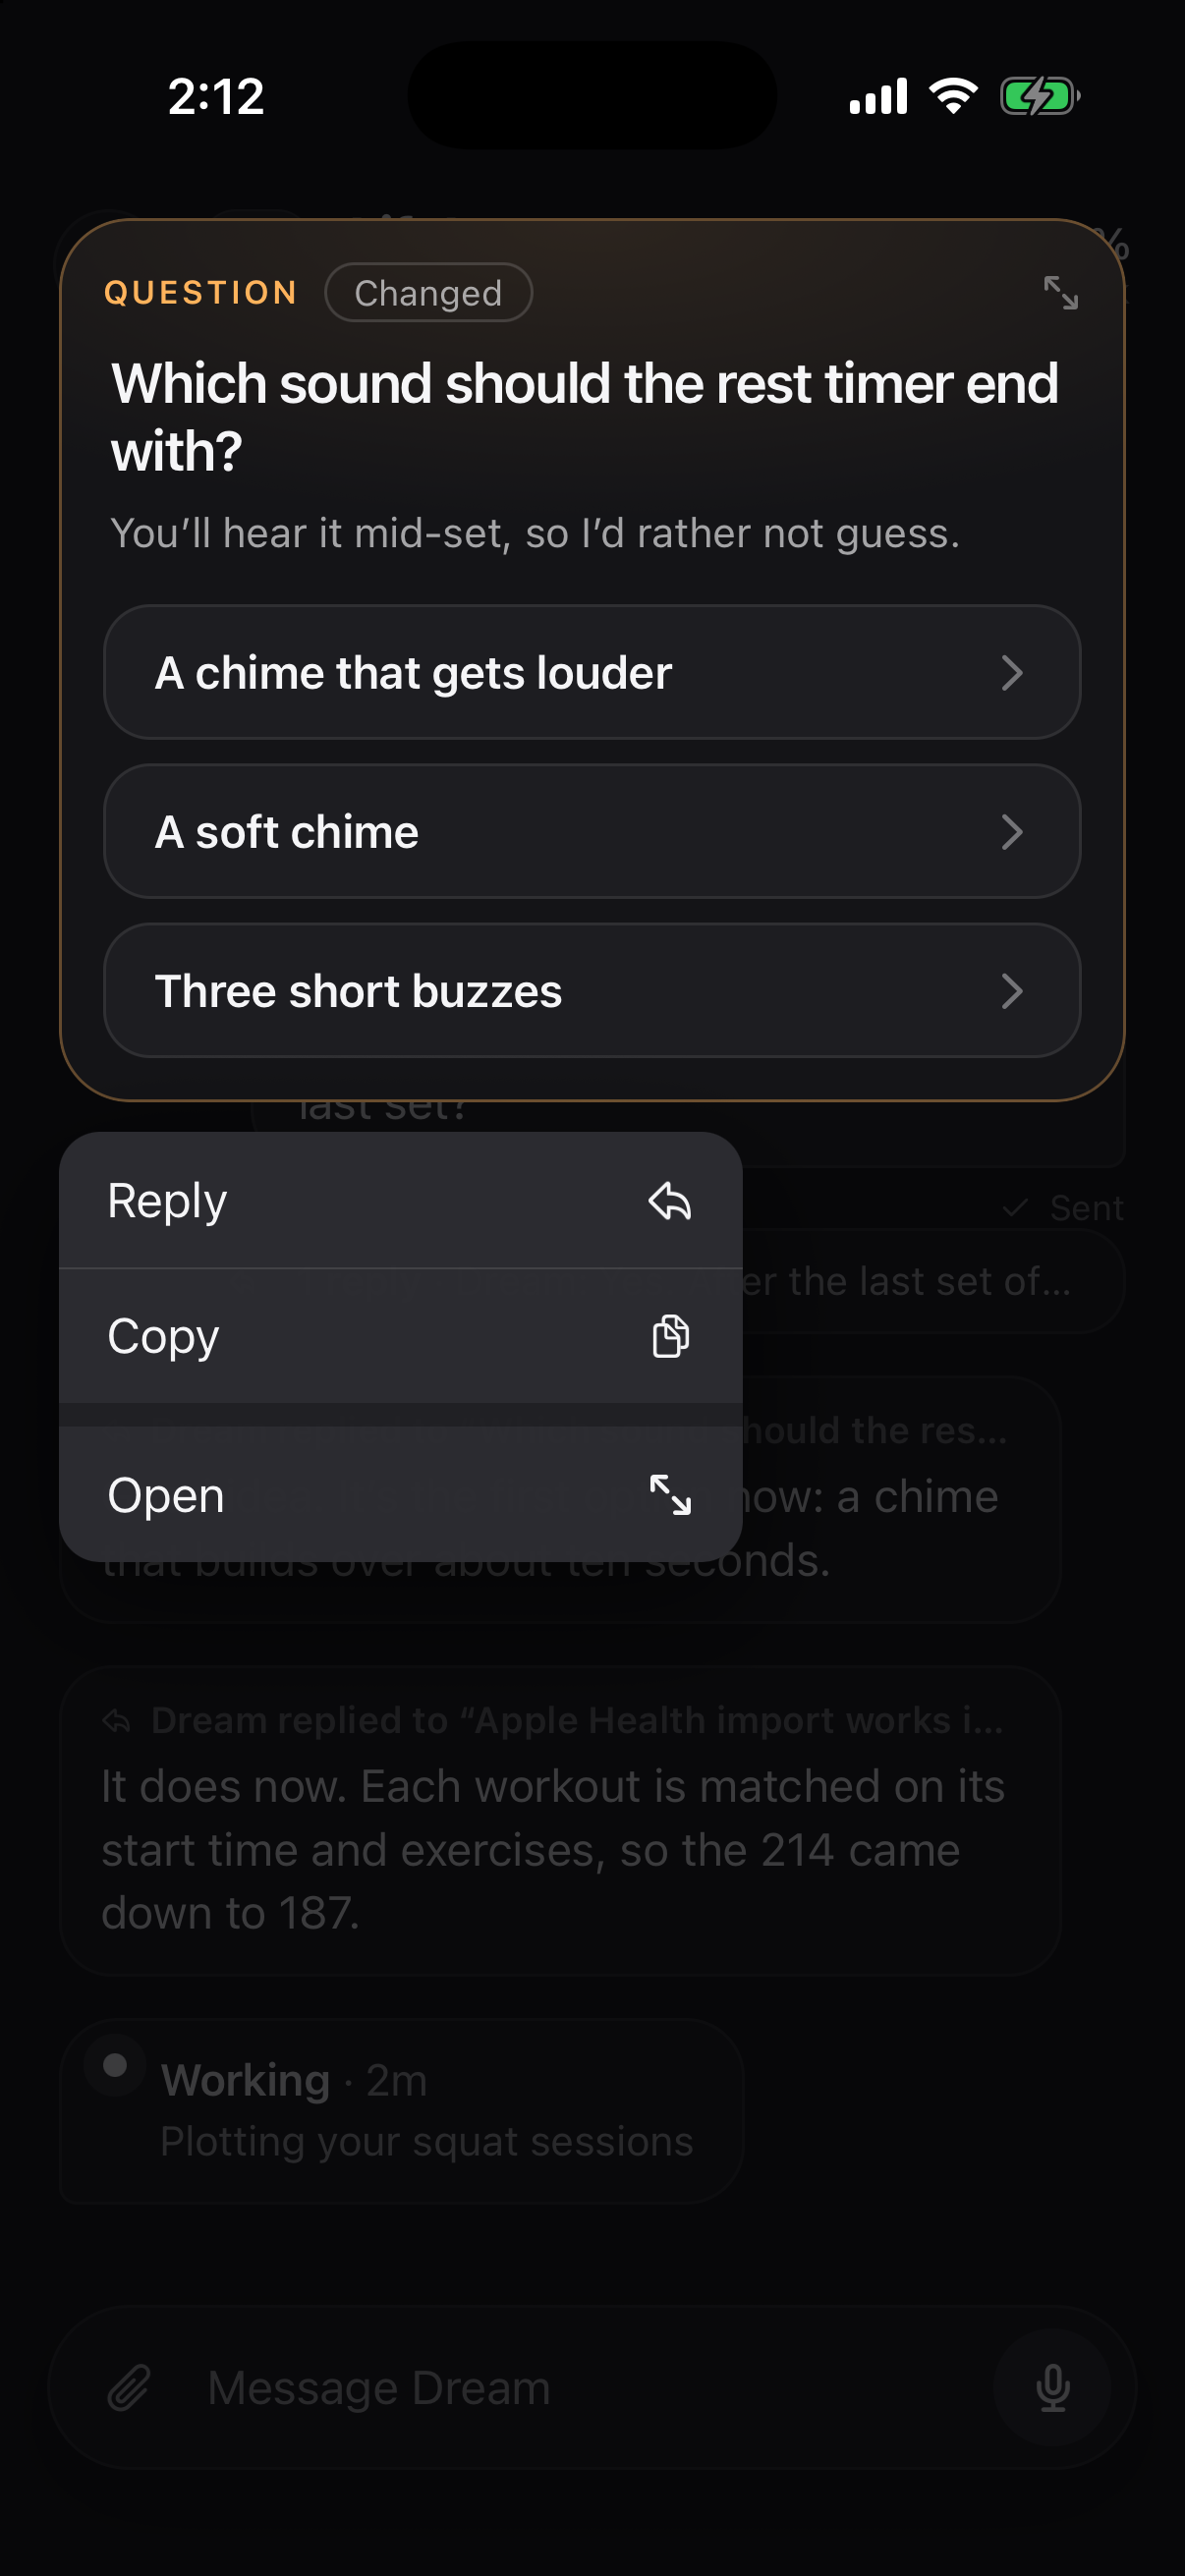 2:12
%
QUESTION
Changed
Which sound should the rest timer end
with?
You’ll hear it mid-set, so I’d rather not guess.
A chime that gets louder
A soft chime
Three short buzzes
last set?
Reply
Sent
er the last set of...
Copy
hould the res...
Open
now: a chime
that builds over about ten seconds.
Dream replied to “Apple Health import works i...
It does now. Each workout is matched on its
start time and exercises, so the 214 came
down to 187.
Working · 2m
Plotting your squat sessions
Message Dream